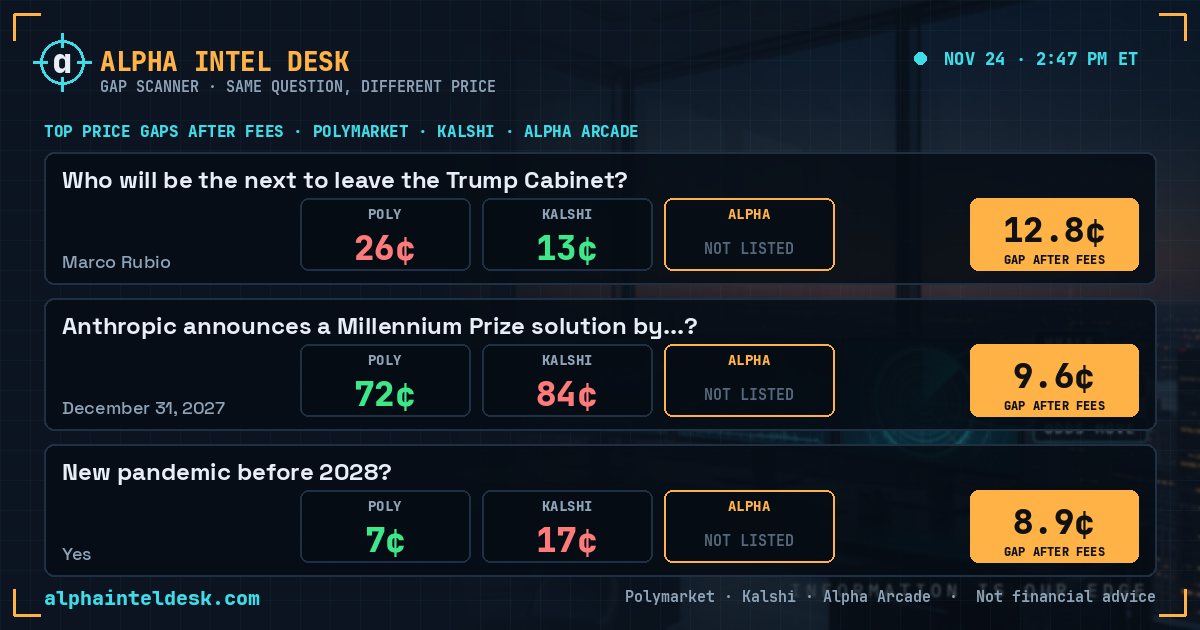 α
ALPHA INTEL DESK
GAP SCANNER · SAME QUESTION, DIFFERENT PRICE
NOV 24 · 2:47 PM ET
TOP PRICE GAPS AFTER FEES · POLYMARKET · KALSHI · ALPHA ARCADE
Who will be the next to leave the Trump Cabinet?
Marco Rubio
POLY
26¢
KALSHI
13¢
ALPHA
NOT LISTED
12.8¢
GAP AFTER FEES
Anthropic announces a Millennium Prize solution by...?
December 31, 2027
POLY
72¢
KALSHI
84¢
ALPHA
NOT LISTED
9.6¢
GAP AFTER FEES
New pandemic before 2028?
Yes
POLY
7¢
KALSHI
17¢
ALPHA
NOT LISTED
8.9¢
GAP AFTER FEES
INFORMATION IS OUR EDGE
alphainteldesk.com
Polymarket · Kalshi · Alpha Arcade · Not financial advice